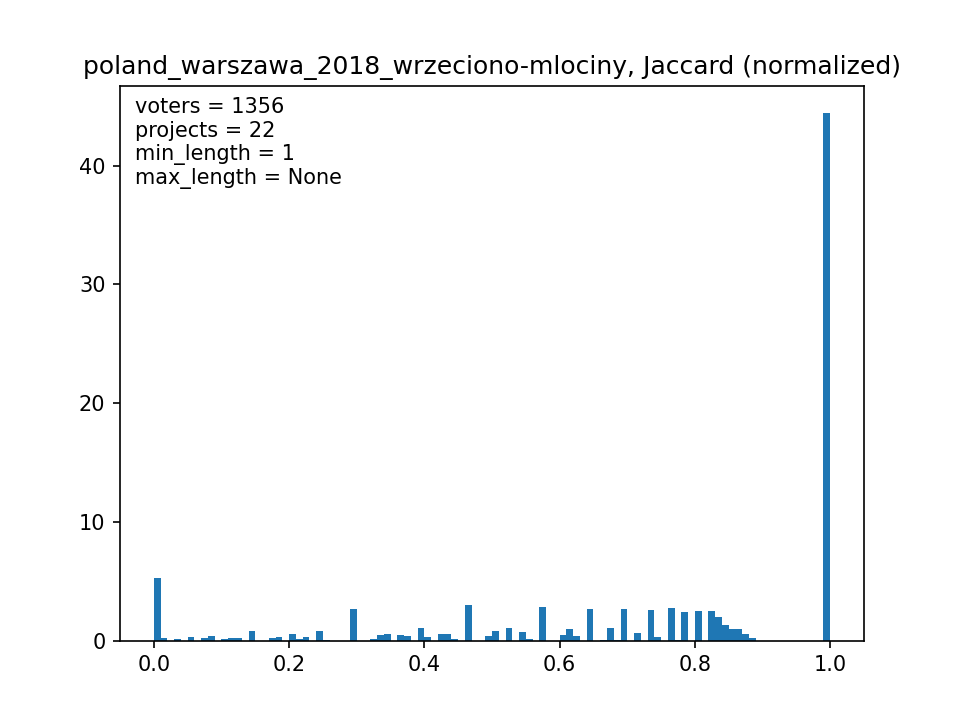 poland_warszawa_2018_wrzeciono-mlociny, Jaccard (normalized)
voters = 1356
projects = 22
min_length = 1
max_length = None
40
30
20
10
0
0.0 0.2 0.4 0.6 0.8 1.0